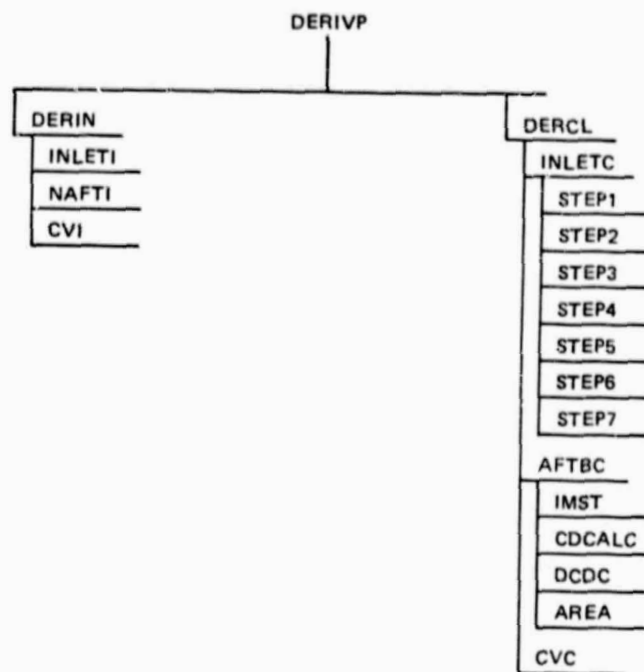 DERIVP
DERIN
INLETI
NAFTI
CVI
DERCL
INLETC
STEP1
STEP2
STEP3
STEP4
STEP5
STEP6
STEP7
AFTBC
IMST
CDCALC
DCDC
AREA
CVC